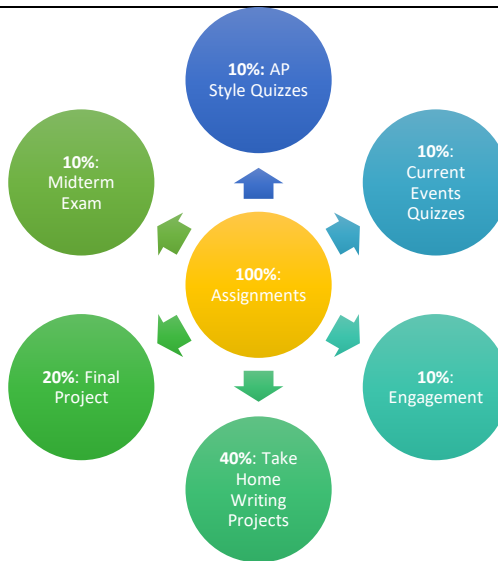 10%: AP
Style Quizzes
10%:
Current
Events
Quizzes
10%:
Engagement
40%: Take
Home
Writing
Projects
20%: Final
Project
10%:
Midterm
Exam
100%:
Assignments